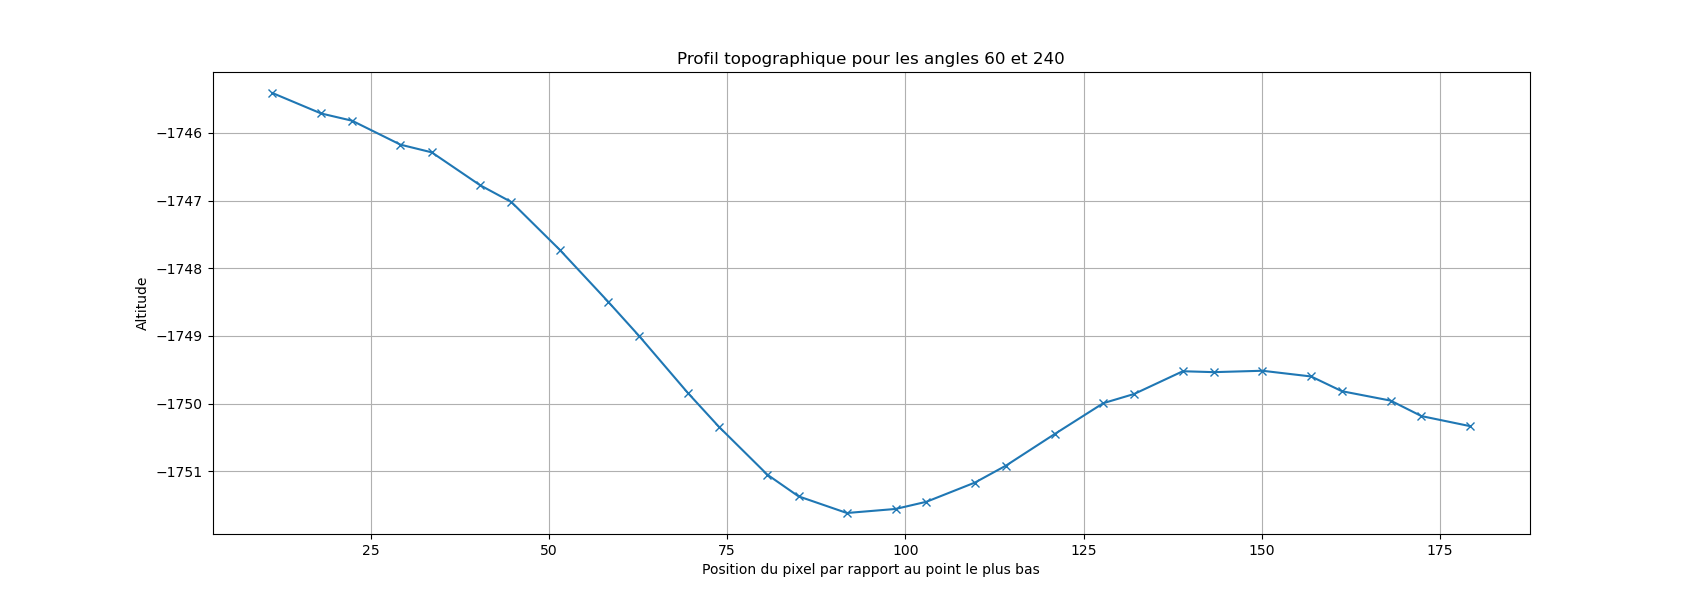 Profil topographique pour les angles 60 et 240
Altitude
−1746
−1747
−1748
−1749
−1750
−1751
25 50 75 100 125 150 175
Position du pixel par rapport au point le plus bas